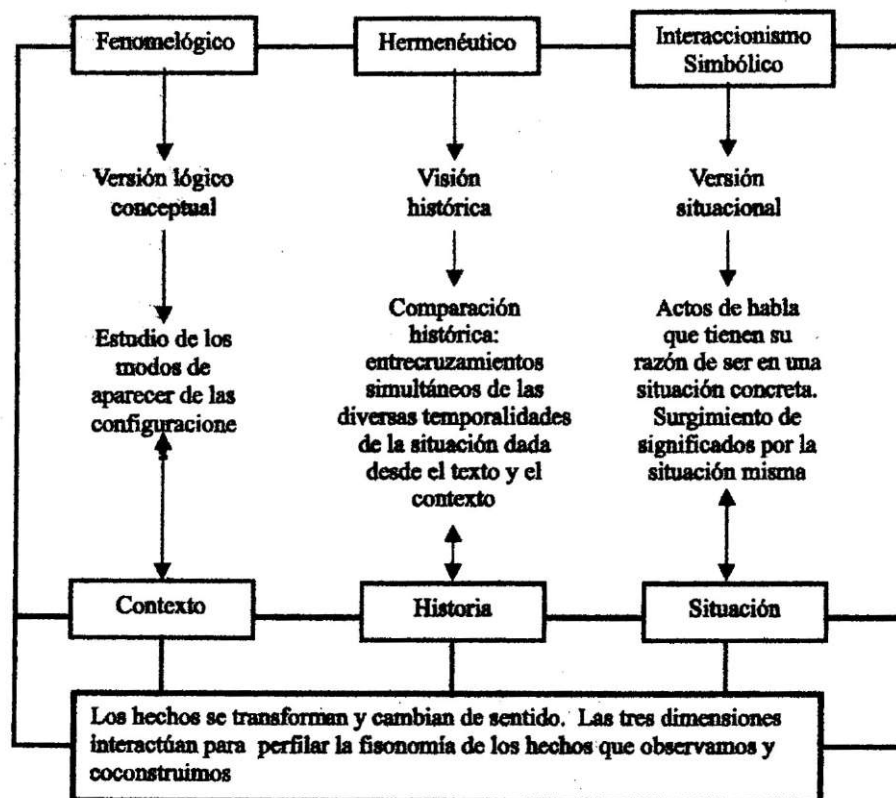 Fenomelógico
Hermenéutico
Interaccionismo
Simbólico
Versión lógico
conceptual
Visión
histórica
Versión
situacional
Estudio de los
modos de
aparecer de las
configuracione
Comparación
histórica:
entrecruzamientos
simultáneos de las
diversas temporalidades
de la situación dada
desde el texto y el
contexto
Actos de habla
que tienen su
razón de ser en una
situación concreta.
Surgimiento de
significados por la
situación misma
Contexto
Historia
Situación
Los hechos se transforman y cambian de sentido. Las tres dimensiones
interactúan para perfilar la fisonomía de los hechos que observamos y
coconstruimos